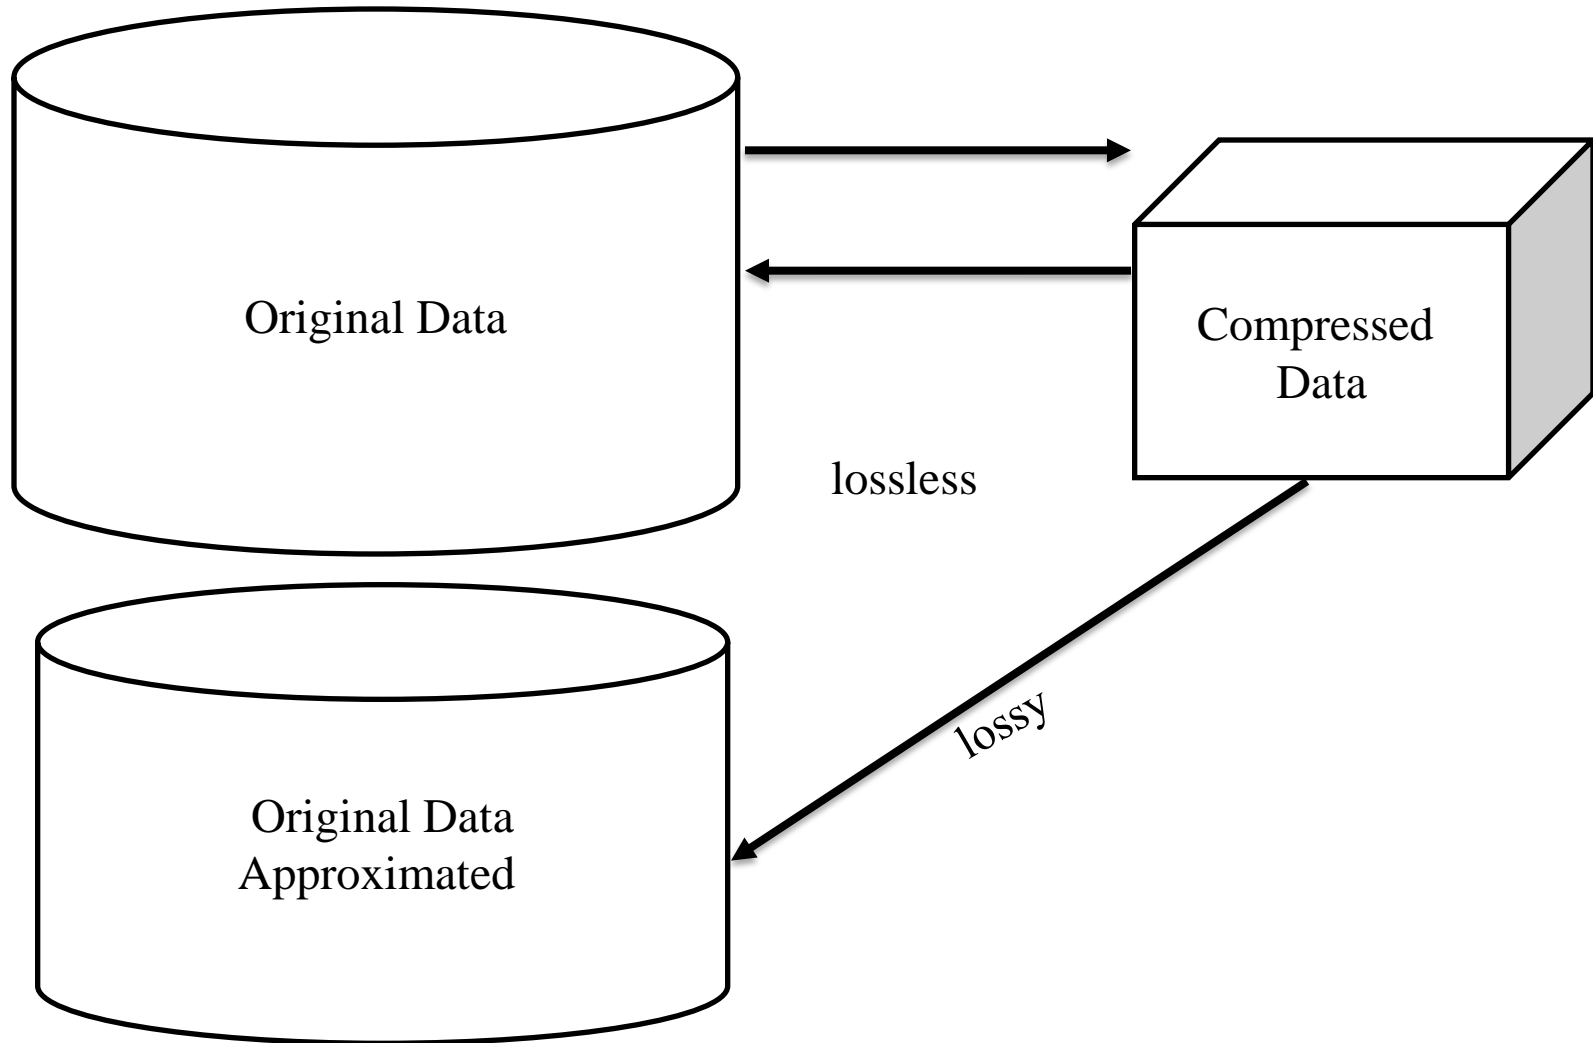 Original Data
Compressed
Data
lossless
lossy
Original Data
Approximated